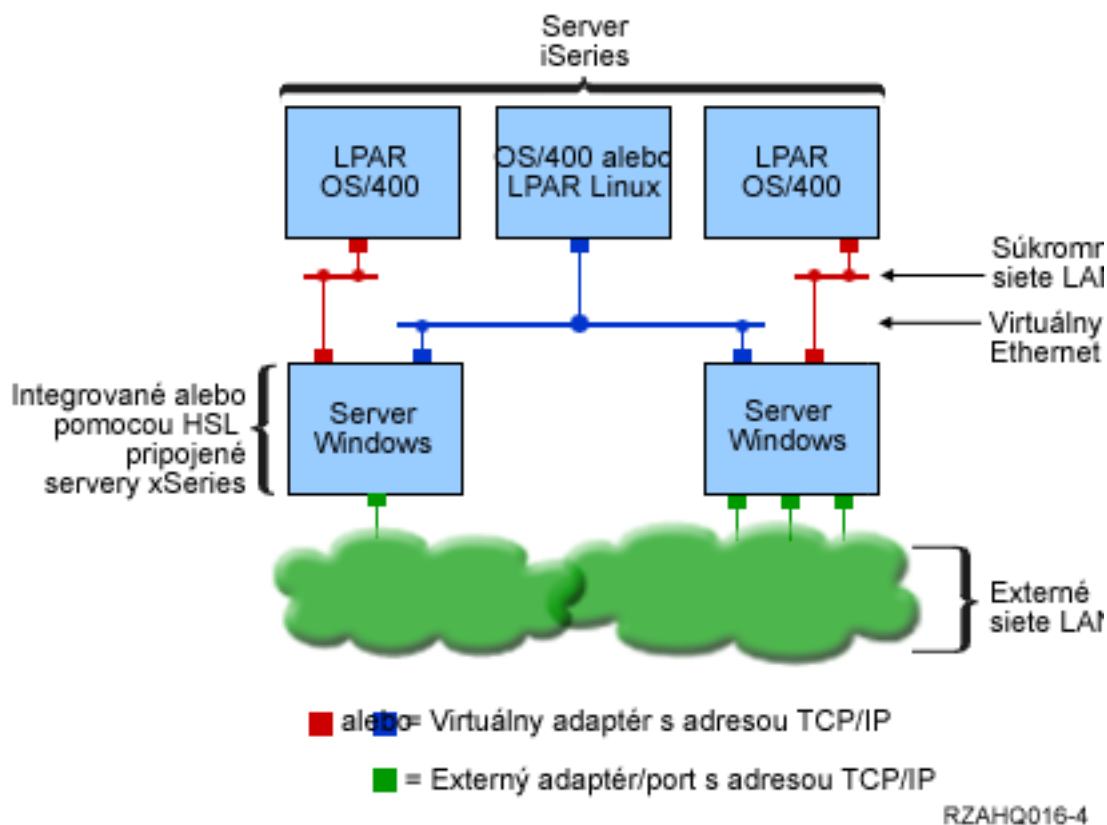 Server
iSeries
LPAR
OS/400
OS/400 alebo
LPAR Linux
LPAR
OS/400
Súkromn
siete LAN
Virtuálny
Ethernet
Integrované alebo
pomocou HSL
pripojené
servery xSeries
Server
Windows
Server
Windows
Externé
siete LAN
alebo = Virtuálny adaptér s adresou TCP/IP
= Externý adaptér/port s adresou TCP/IP
RZAHQ016-4